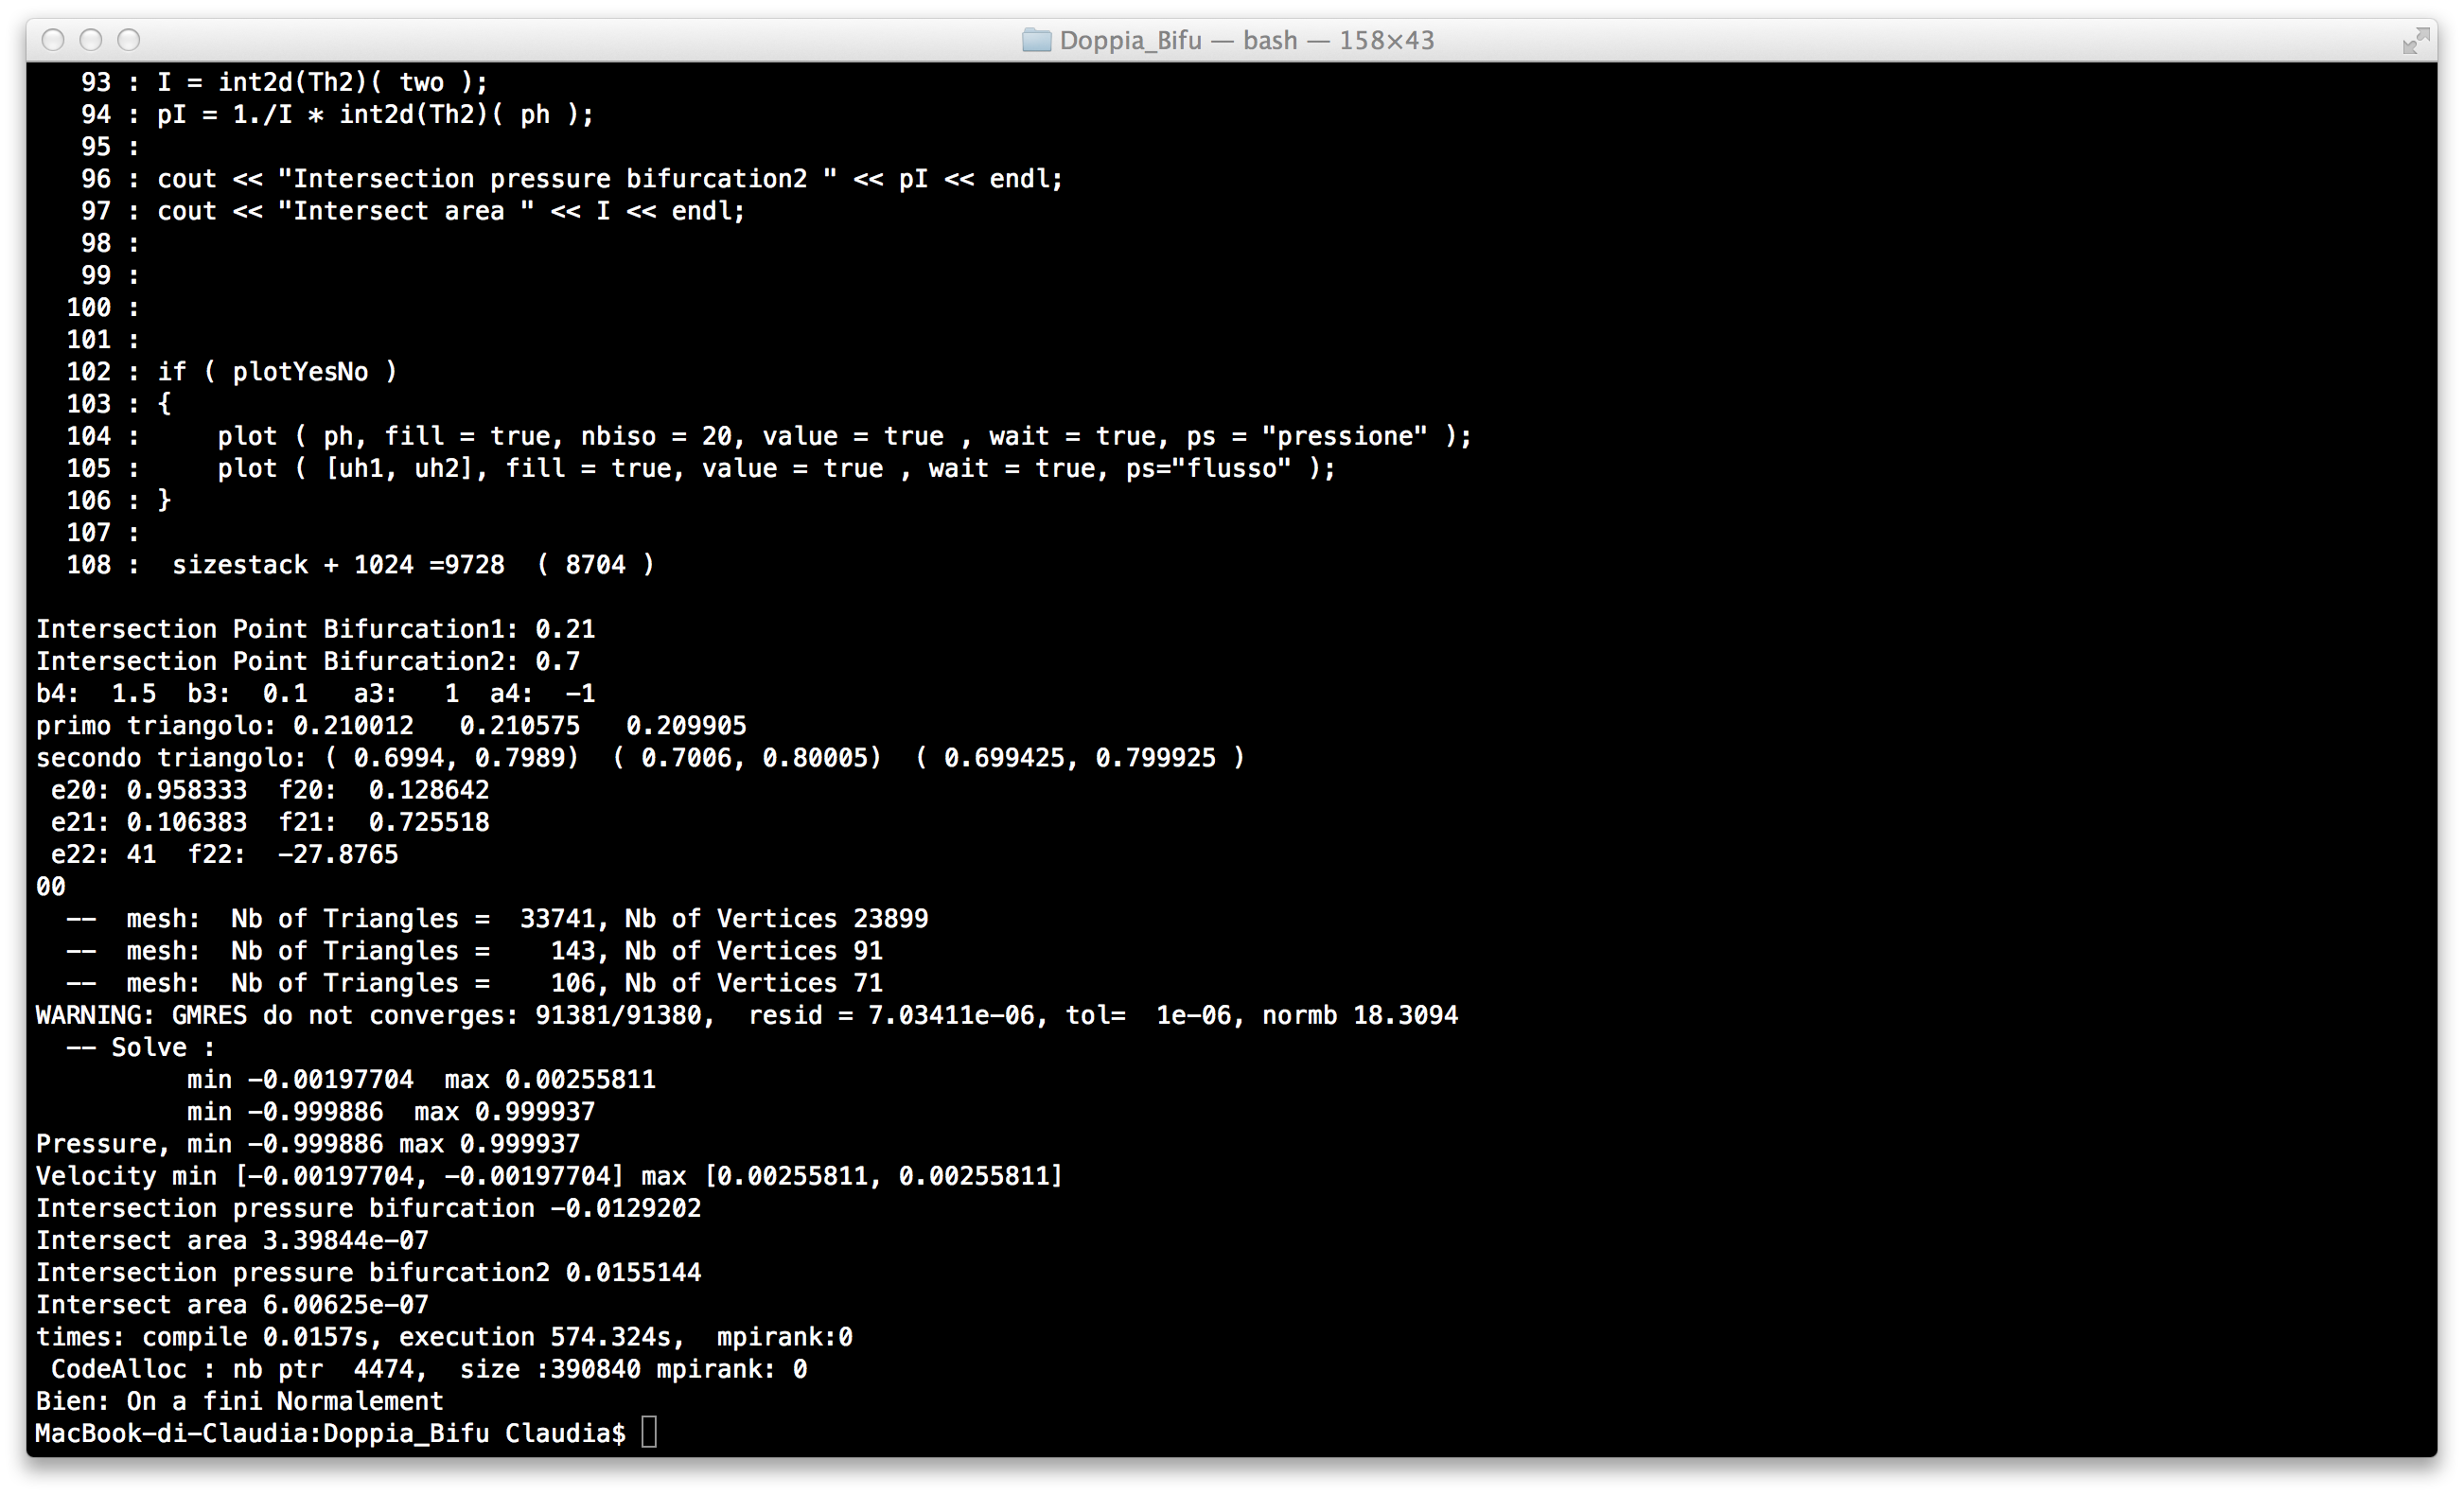 Doppia_Bifu — bash — 158×43
93 : I = int2d(Th2)( two );
94 : pI = 1./I * int2d(Th2)( ph );
95 :
96 : cout << "Intersection pressure bifurcation2 " << pI << endl;
97 : cout << "Intersect area " << I << endl;
98 :
99 :
100 :
101 :
102 : if ( plotYesNo )
103 : {
104 :     plot ( ph, fill = true, nbiso = 20, value = true , wait = true, ps = "pressione" );
105 :     plot ( [uh1, uh2], fill = true, value = true , wait = true, ps="flusso" );
106 : }
107 :
108 :  sizestack + 1024 =9728  ( 8704 )
Intersection Point Bifurcation1: 0.21
Intersection Point Bifurcation2: 0.7
b4:  1.5  b3:  0.1   a3:   1  a4:  -1
primo triangolo: 0.210012   0.210575   0.209905
secondo triangolo: ( 0.6994, 0.7989)  ( 0.7006, 0.80005)  ( 0.699425, 0.799925 )
e20: 0.958333  f20:  0.128642
e21: 0.106383  f21:  0.725518
e22: 41  f22:  -27.8765
00
--  mesh:  Nb of Triangles =  33741, Nb of Vertices 23899
--  mesh:  Nb of Triangles =    143, Nb of Vertices 91
--  mesh:  Nb of Triangles =    106, Nb of Vertices 71
WARNING: GMRES do not converges: 91381/91380,  resid = 7.03411e-06, tol=  1e-06, normb 18.3094
-- Solve :
min -0.00197704  max 0.00255811
min -0.999886  max 0.999937
Pressure, min -0.999886 max 0.999937
Velocity min [-0.00197704, -0.00197704] max [0.00255811, 0.00255811]
Intersection pressure bifurcation -0.0129202
Intersect area 3.39844e-07
Intersection pressure bifurcation2 0.0155144
Intersect area 6.00625e-07
times: compile 0.0157s, execution 574.324s,  mpirank:0
CodeAlloc : nb ptr  4474,  size :390840 mpirank: 0
Bien: On a fini Normalement
MacBook-di-Claudia:Doppia_Bifu Claudia$